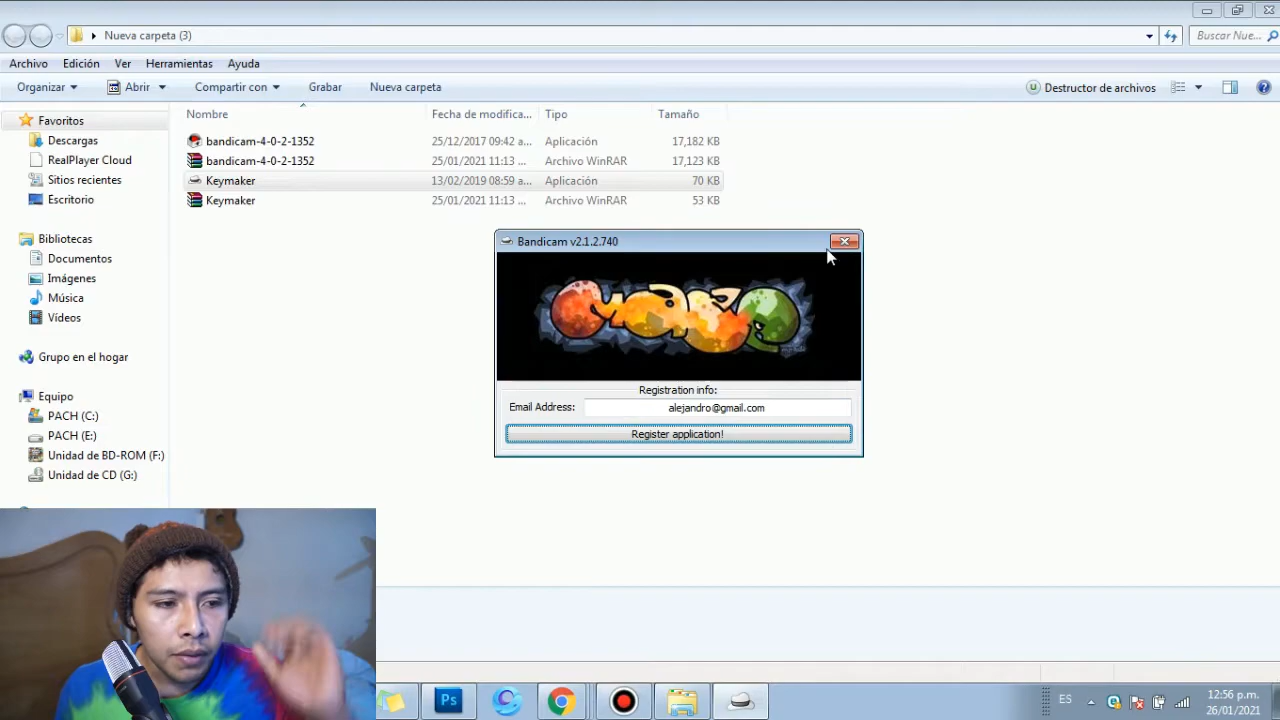 Nueva carpeta (3)
Buscar Nue...
Archivo Edición Ver Herramientas Ayuda
Organizar Abrir Compartir con Grabar Nueva carpeta Destructor de archivos
Nombre Fecha de modifica... Tipo Tamaño
Favoritos
Descargas
RealPlayer Cloud
Sitios recientes
Escritorio
Bibliotecas
Documentos
Imágenes
Música
Vídeos
Grupo en el hogar
Equipo
PACH (C:)
PACH (E:)
Unidad de BD-ROM (F:)
Unidad de CD (G:)
bandicam-4-0-2-1352 25/12/2017 09:42 a... Aplicación 17,182 KB
bandicam-4-0-2-1352 25/01/2021 11:13 ... Archivo WinRAR 17,123 KB
Keymaker 13/02/2019 08:59 a... Aplicación 70 KB
Keymaker 25/01/2021 11:13 ... Archivo WinRAR 53 KB
Bandicam v2.1.2.740
Registration info:
Email Address: alejandro@gmail.com
Register application!
Ps
ES
12:56 p.m.
26/01/2021